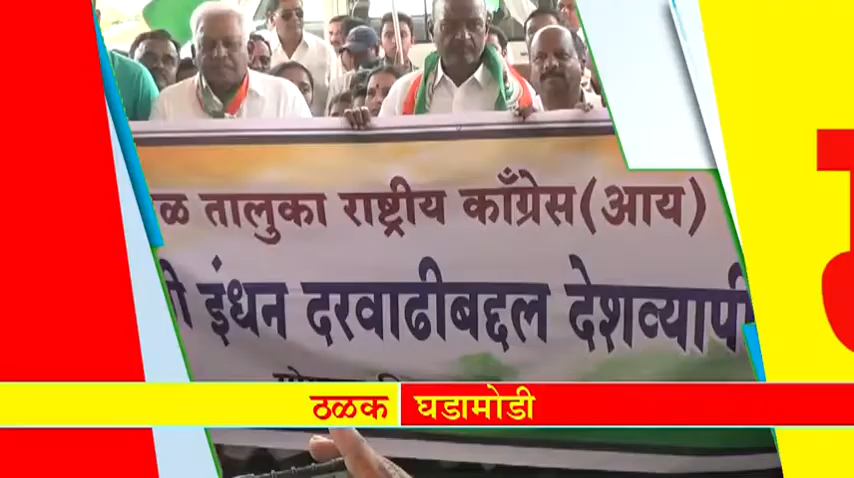 तालुका राष्ट्रीय काँग्रेस(आय)
इंधन दरवाढीबद्दल देशव्यापी
ठळक घडामोडी